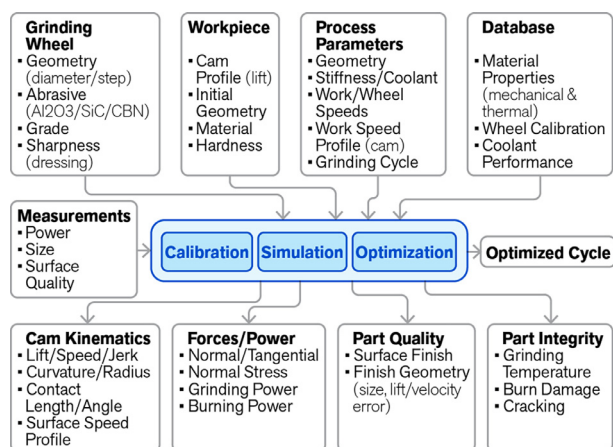 Grinding
Wheel
▪ Geometry
(diameter/step)
▪ Abrasive
(Al2O3/SiC/CBN)
▪ Grade
▪ Sharpness
(dressing)
Workpiece
▪ Cam
Profile (lift)
▪ Initial
Geometry
▪ Material
▪ Hardness
Process
Parameters
▪ Geometry
▪ Stiffness/Coolant
▪ Work/Wheel
Speeds
▪ Work Speed
Profile (cam)
▪ Grinding Cycle
Database
▪ Material
Properties
(mechanical &
thermal)
▪ Wheel Calibration
▪ Coolant
Performance
Measurements
▪ Power
▪ Size
▪ Surface
Quality
Calibration
Simulation
Optimization
Optimized Cycle
Cam Kinematics
▪ Lift/Speed/Jerk
▪ Curvature/Radius
▪ Contact
Length/Angle
▪ Surface Speed
Profile
Forces/Power
▪ Normal/Tangential
▪ Normal Stress
▪ Grinding Power
▪ Burning Power
Part Quality
▪ Surface Finish
▪ Finish Geometry
(size, lift/velocity
error)
Part Integrity
▪ Grinding
Temperature
▪ Burn Damage
▪ Cracking